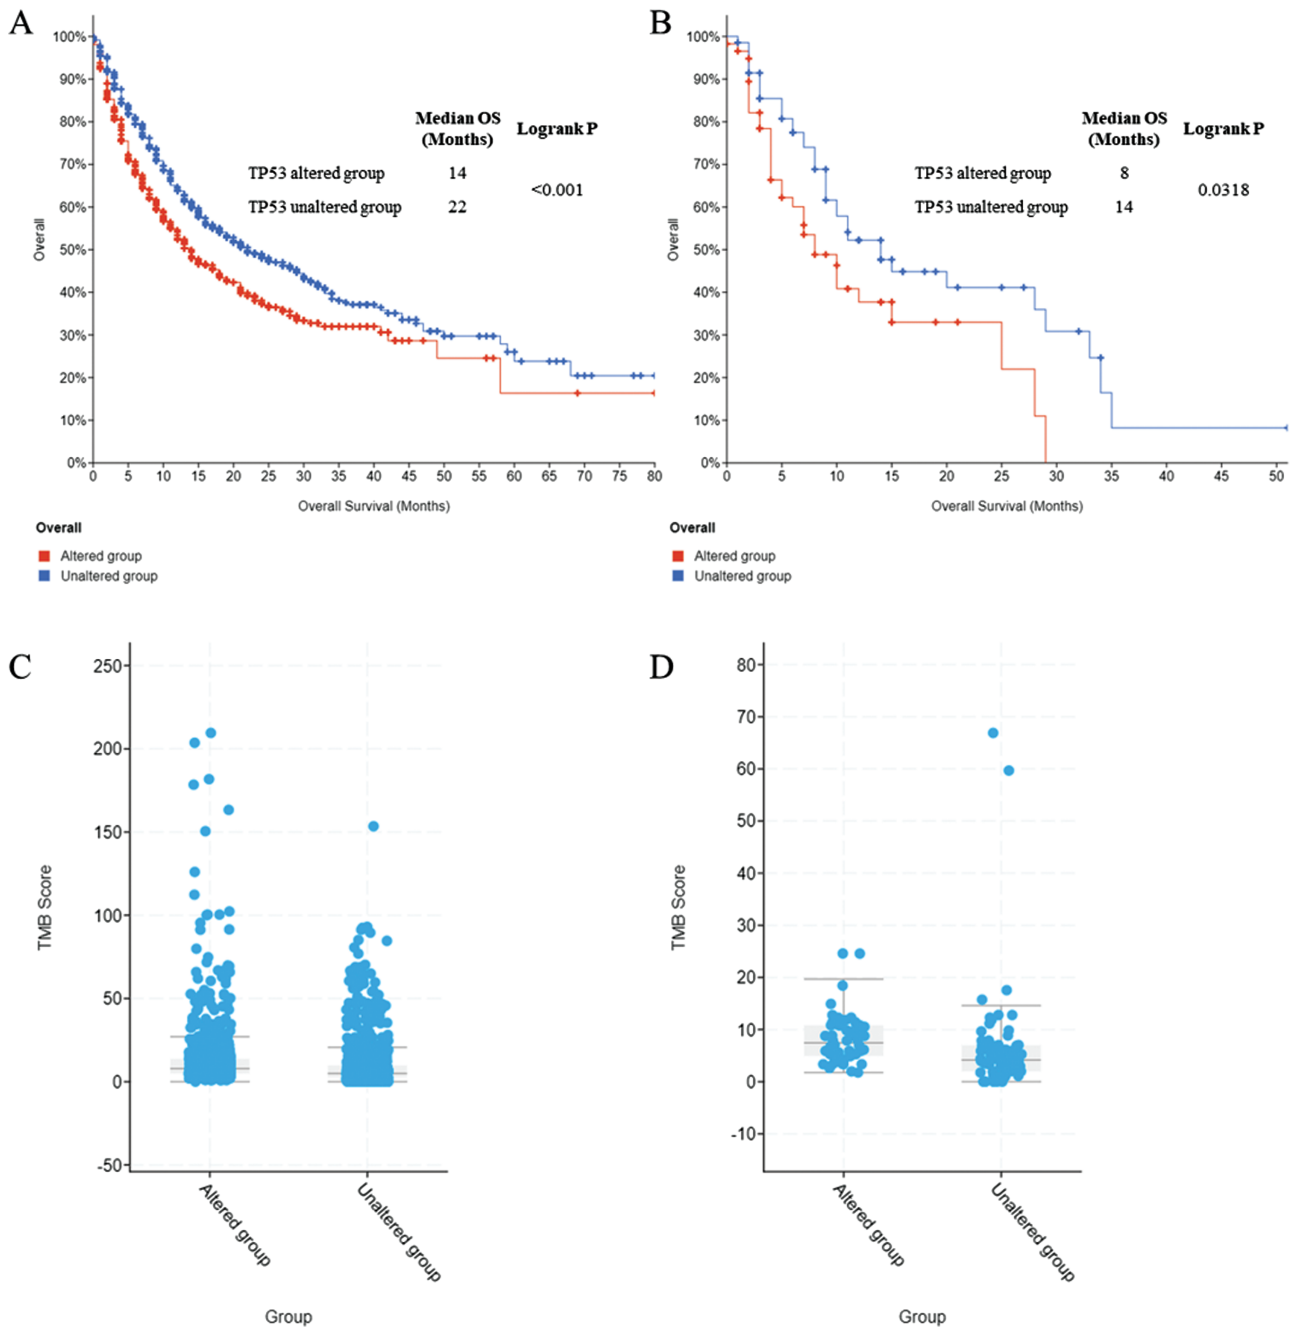 A
100%
90%
80%
70%
60%
50%
40%
30%
20%
10%
0%
Overall
Median OS
(Months)
Logrank P
TP53 altered group 14
<0.001
TP53 unaltered group 22
0 5 10 15 20 25 30 35 40 45 50 55 60 65 70 75 80
Overall Survival (Months)
Overall
Altered group
Unaltered group
B
100%
90%
80%
70%
60%
50%
40%
30%
20%
10%
0%
Overall
Median OS
(Months)
Logrank P
TP53 altered group 8
0.0318
TP53 unaltered group 14
0 5 10 15 20 25 30 35 40 45 50
Overall Survival (Months)
Overall
Altered group
Unaltered group
C
250
200
150
100
50
0
-50
TMB Score
Altered group
Unaltered group
Group
D
80
70
60
50
40
30
20
10
0
-10
TMB Score
Altered group
Unaltered group
Group